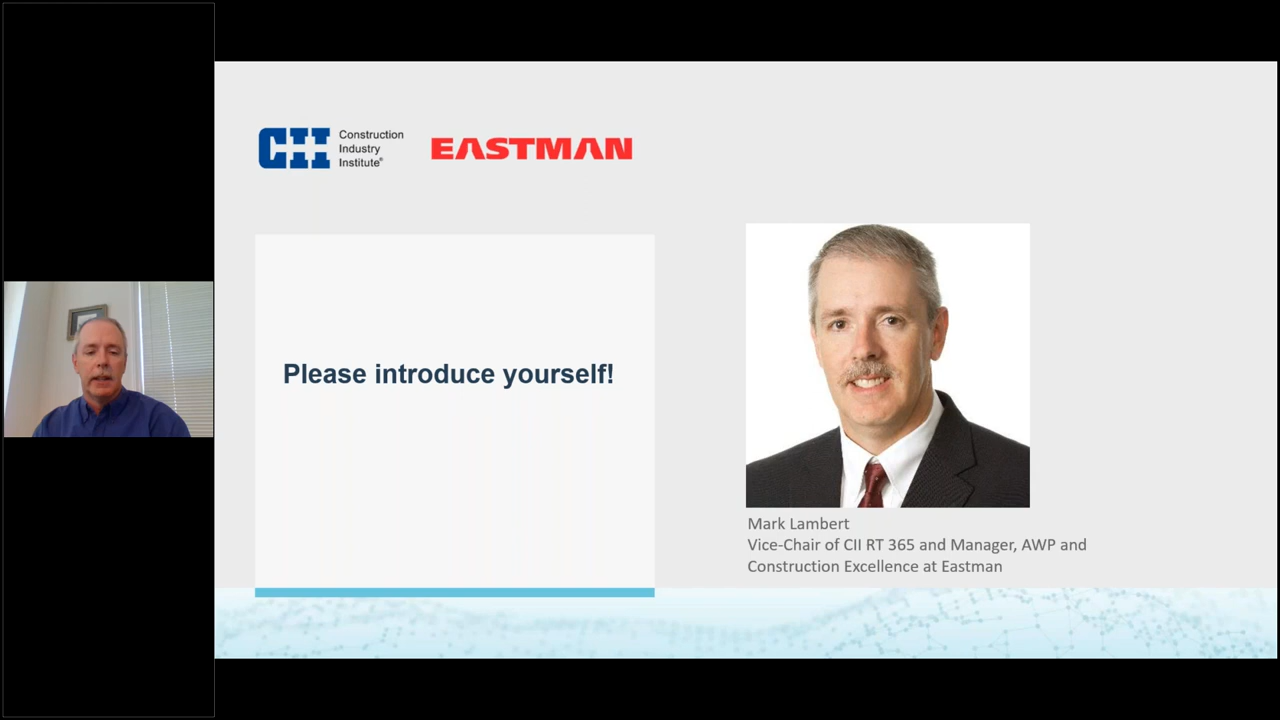 CII
Construction
Industry
Institute®
EASTMAN
Please introduce yourself!
Mark Lambert
Vice-Chair of CII RT 365 and Manager, AWP and
Construction Excellence at Eastman